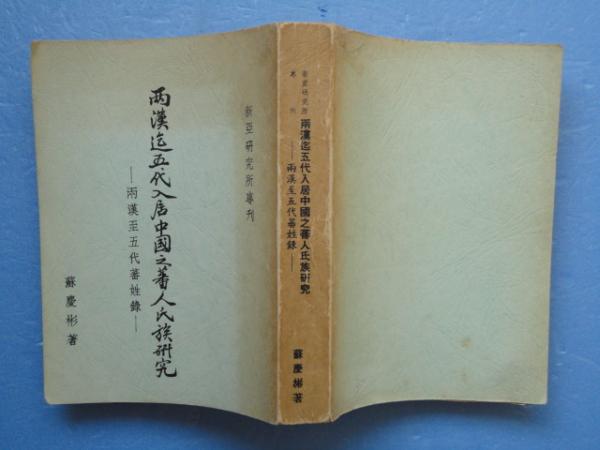 新亞研究所專刊
兩漢迄五代入居中國之蕃人氏族研究
——兩漢至五代蕃姓錄——
蘇慶彬著
新亞研究所
專刊
兩漢迄五代入居中國之蕃人氏族研究
——兩漢至五代蕃姓錄——
蘇慶彬著